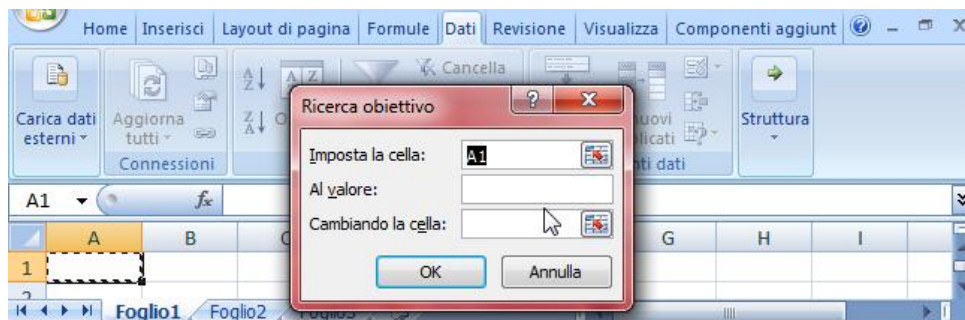 Home Inserisci Layout di pagina Formule Dati Revisione Visualizza Componenti aggiunt
Cancella
Carica dati esterni
Aggiorna tutti
Connessioni
Struttura
Ricerca obiettivo
Imposta la cella: A1
Al valore:
Cambiando la cella:
OK Annulla
A1 fx
A B G H I
1
Foglio1 Foglio2